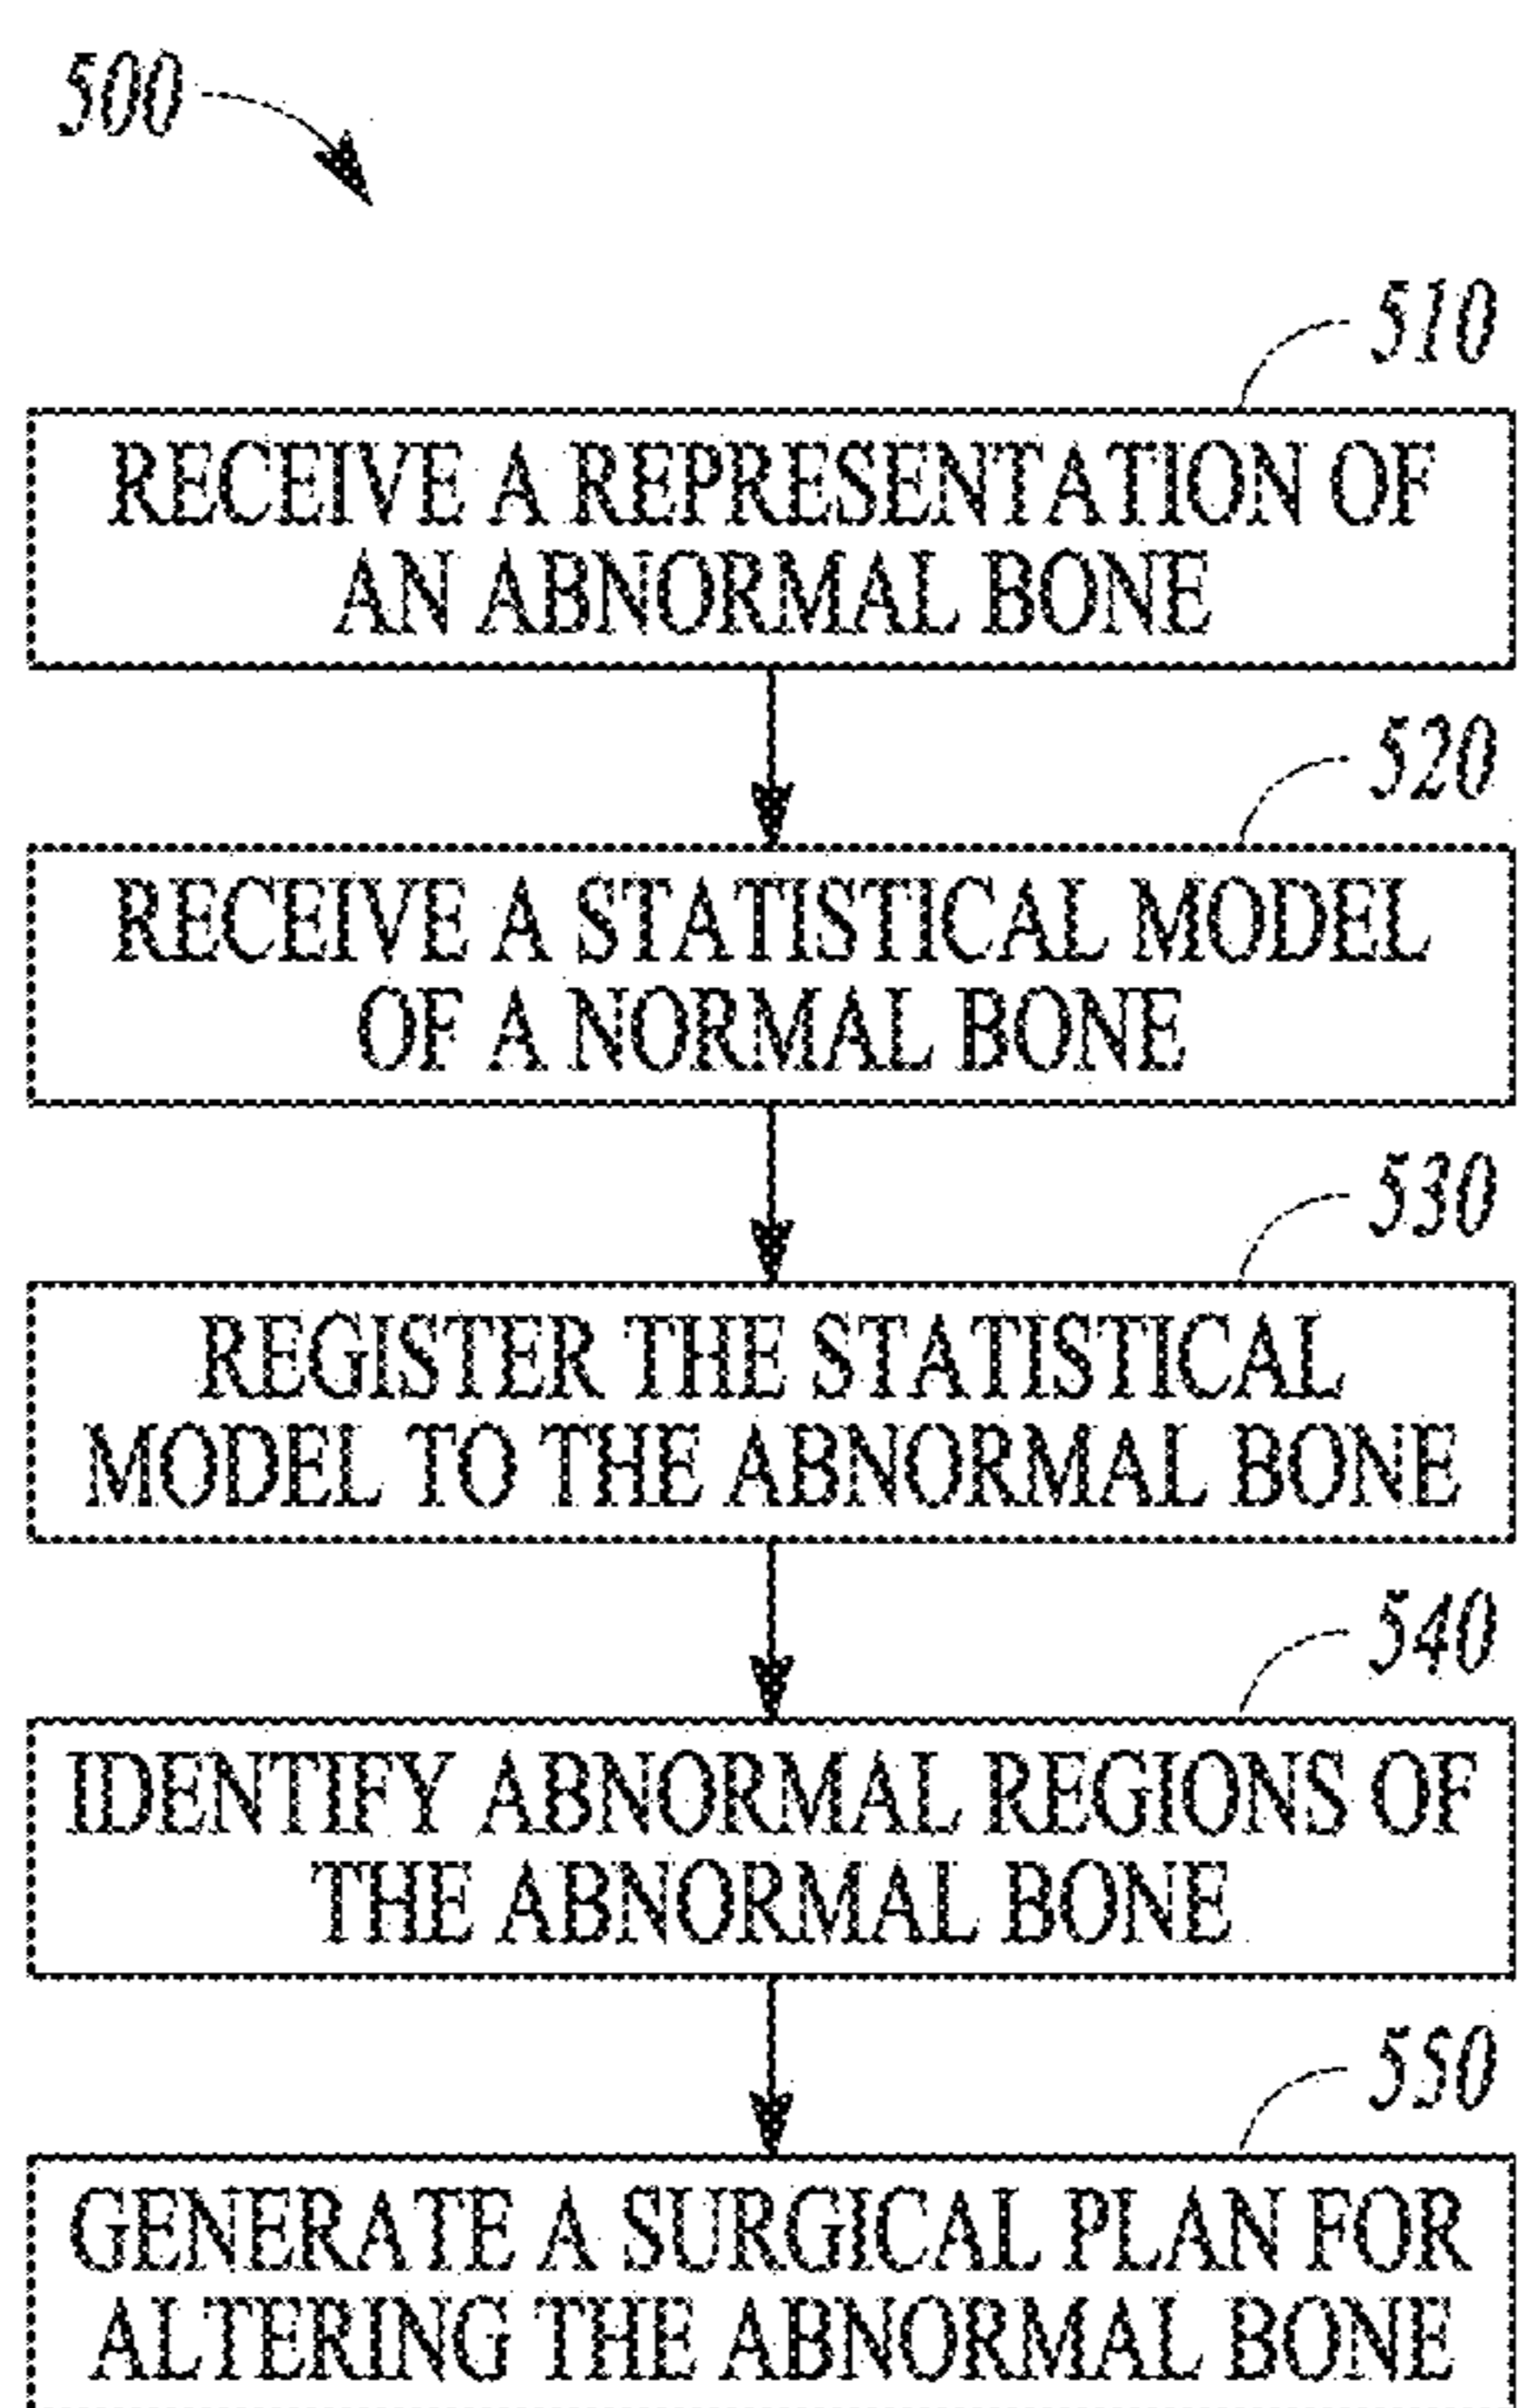 500
510
RECEIVE A REPRESENTATION OF
AN ABNORMAL BONE
520
RECEIVE A STATISTICAL MODEL
OF A NORMAL BONE
530
REGISTER THE STATISTICAL
MODEL TO THE ABNORMAL BONE
540
IDENTIFY ABNORMAL REGIONS OF
THE ABNORMAL BONE
550
GENERATE A SURGICAL PLAN FOR
ALTERING THE ABNORMAL BONE